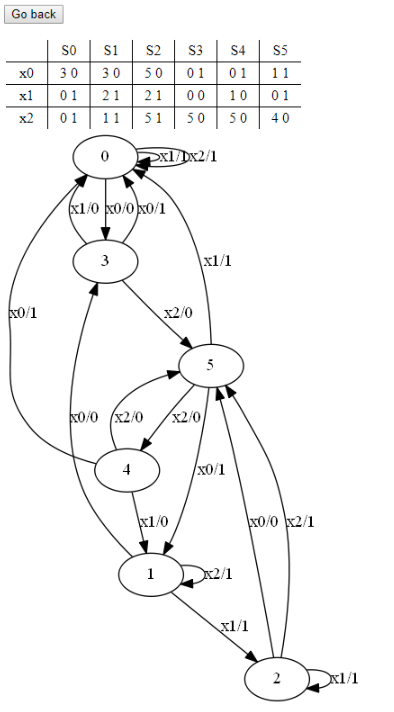 Go back
S0 S1 S2 S3 S4 S5
x0 3 0 3 0 5 0 0 1 0 1 1 1
x1 0 1 2 1 2 1 0 0 1 0 0 1
x2 0 1 1 1 5 1 5 0 5 0 4 0
0 x1/1 x2/1
x1/0 x0/0 x0/1
3 x1/1
x0/1 x2/0
5
x0/0 x2/0 x2/0
4 x0/1
x1/0 x0/0 x2/1
1 x2/1
x1/1
2 x1/1